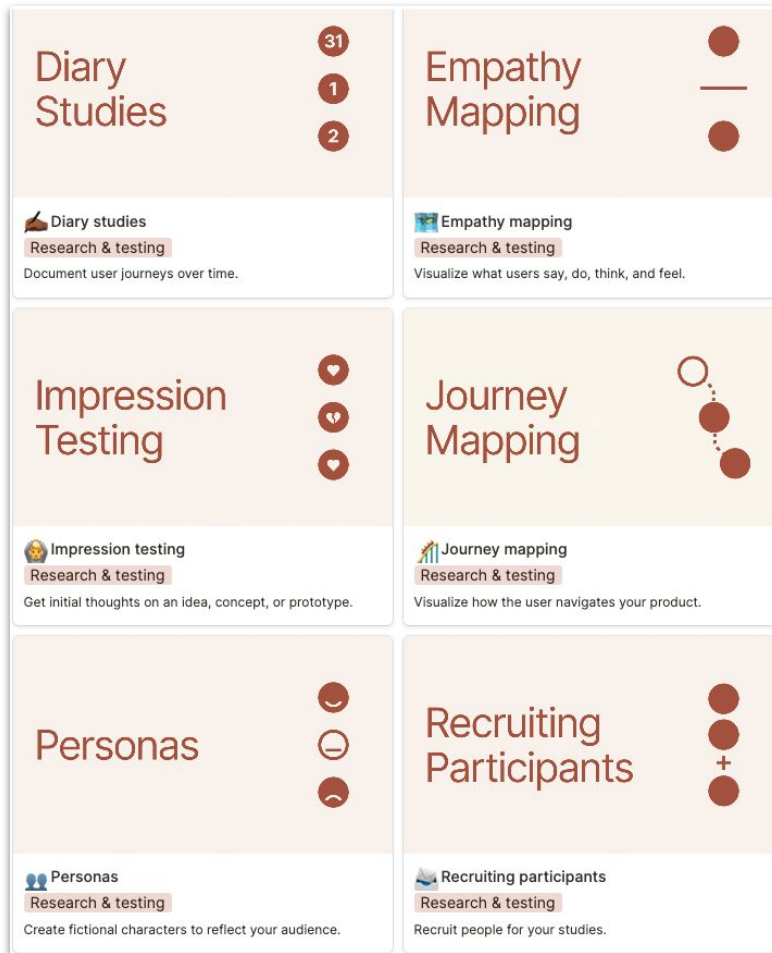 Diary
Studies
31
1
2
Diary studies
Research & testing
Document user journeys over time.
Empathy
Mapping
Empathy mapping
Research & testing
Visualize what users say, do, think, and feel.
Impression
Testing
Impression testing
Research & testing
Get initial thoughts on an idea, concept, or prototype.
Journey
Mapping
Journey mapping
Research & testing
Visualize how the user navigates your product.
Personas
Personas
Research & testing
Create fictional characters to reflect your audience.
Recruiting
Participants
+
Recruiting participants
Research & testing
Recruit people for your studies.